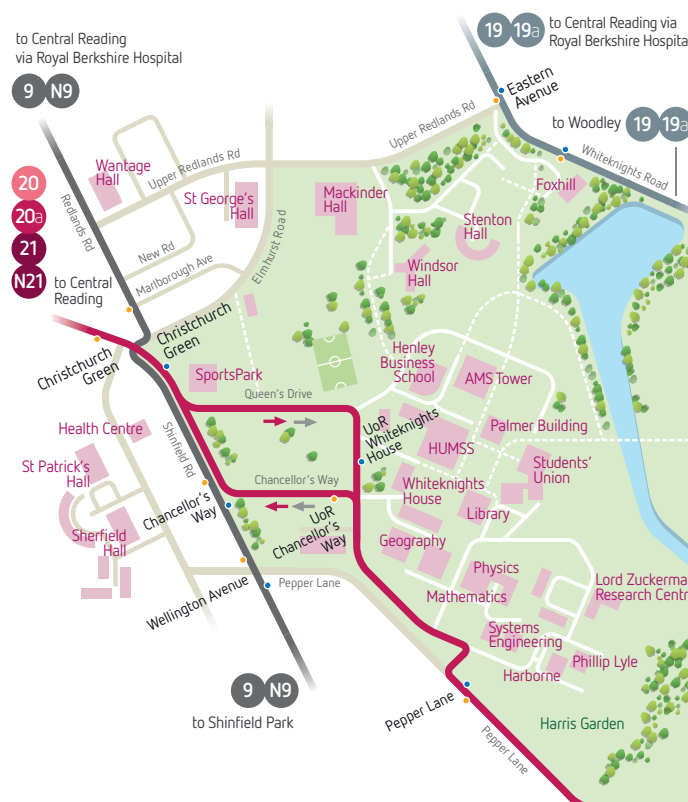 to Central Reading
via Royal Berkshire Hospital
9 N9
19 19a
to Central Reading via
Royal Berkshire Hospita
Eastern
Avenue
to Woodley 19 19a
Whiteknights Road
Upper Redlands Rd
Foxhill
Wantage
Hall
Upper Redlands Rd
St George's
Hall
Mackinder
Hall
Stenton
Hall
Windsor
Hall
20
20a
21
N21
to Central
Reading
Redlands Rd
New Rd
Marlborough Ave
Elmhurst Road
Christchurch
Green
Christchurch
Green
SportsPark
Queen's Drive
Henley
Business
School
AMS Tower
UoR
Whiteknights
House
HUMSS
Palmer Building
Health Centre
St Patrick's
Hall
Shinfield Rd
Chancellor's
Way
Chancellor's Way
UoR
Chancellor's
Way
Whiteknights
House
Students'
Union
Library
Sherfield
Hall
Geography
Physics
Mathematics
Lord Zuckerma
Research Centr
Wellington Avenue
Pepper Lane
Systems
Engineering
Harborne
Phillip Lyle
9 N9
to Shinfield Park
Pepper Lane
Pepper Lane
Harris Garden